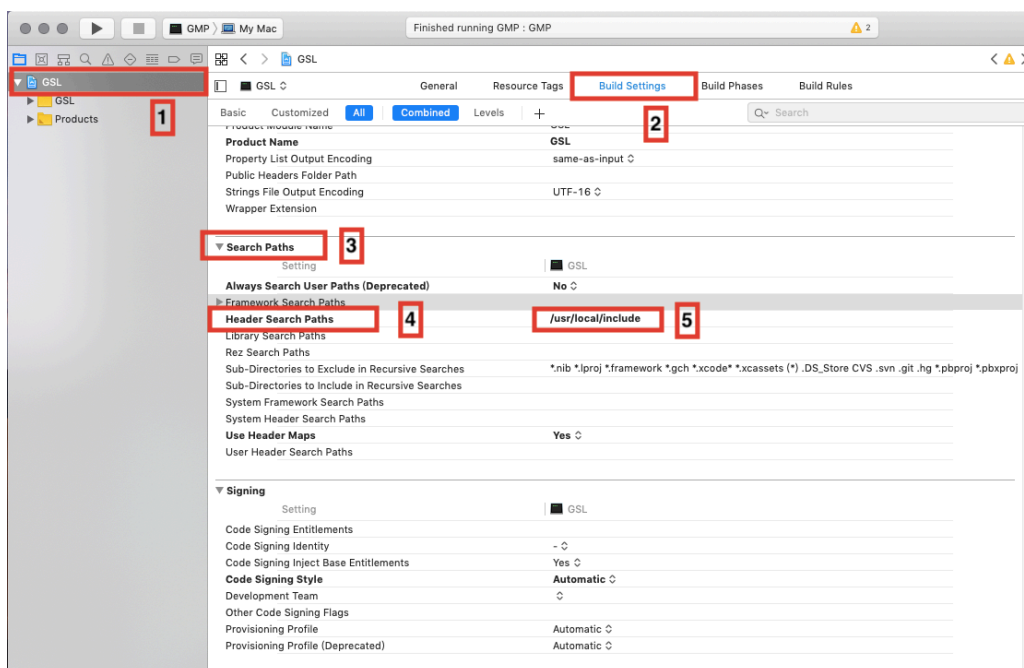 GMP 〉 My Mac
Finished running GMP : GMP
2
GSL
GSL
GSL
Products
1
GSL
General
Resource Tags
Build Settings
Build Phases
Build Rules
2
Basic
Customized
All
Combined
Levels
+
Search
Product Module Name
GSL
Product Name
GSL
Property List Output Encoding
same-as-input
Public Headers Folder Path
Strings File Output Encoding
UTF-16
Wrapper Extension
Search Paths
3
Setting
GSL
Always Search User Paths (Deprecated)
No
Framework Search Paths
Header Search Paths
4
/usr/local/include
5
Library Search Paths
Rez Search Paths
Sub-Directories to Exclude in Recursive Searches
*.nib *.lproj *.framework *.gch *.xcode* *.xcassets (*) .DS_Store CVS .svn .git .hg *.pbproj *.pbxproj
Sub-Directories to Include in Recursive Searches
System Framework Search Paths
System Header Search Paths
Use Header Maps
Yes
User Header Search Paths
Signing
Setting
GSL
Code Signing Entitlements
Code Signing Identity
-
Code Signing Inject Base Entitlements
Yes
Code Signing Style
Automatic
Development Team
Other Code Signing Flags
Provisioning Profile
Automatic
Provisioning Profile (Deprecated)
Automatic